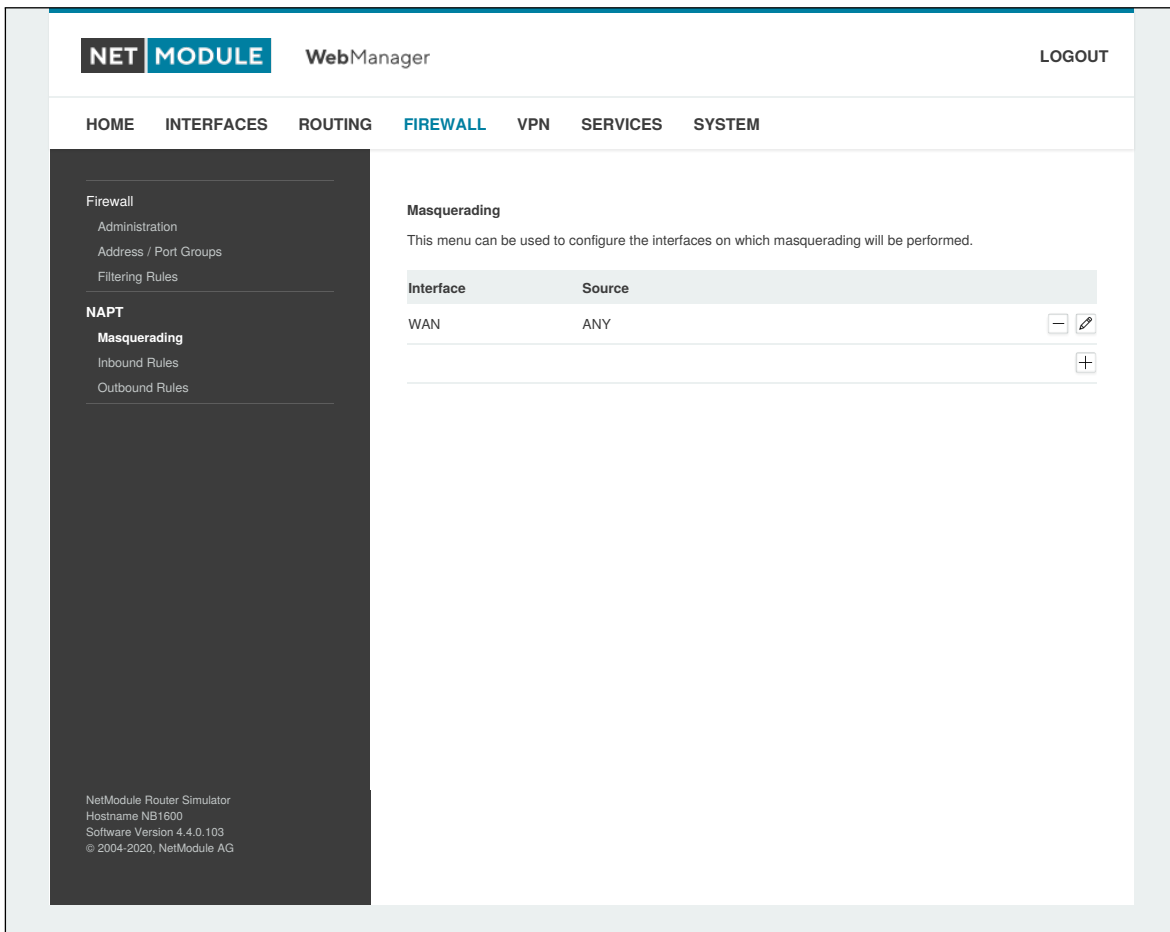 NET MODULE WebManager LOGOUT
HOME INTERFACES ROUTING FIREWALL VPN SERVICES SYSTEM
Firewall
Administration
Address / Port Groups
Filtering Rules
NAPT
Masquerading
Inbound Rules
Outbound Rules
Masquerading
This menu can be used to configure the interfaces on which masquerading will be performed.
Interface Source
WAN ANY
NetModule Router Simulator
Hostname NB1600
Software Version 4.4.0.103
© 2004-2020, NetModule AG